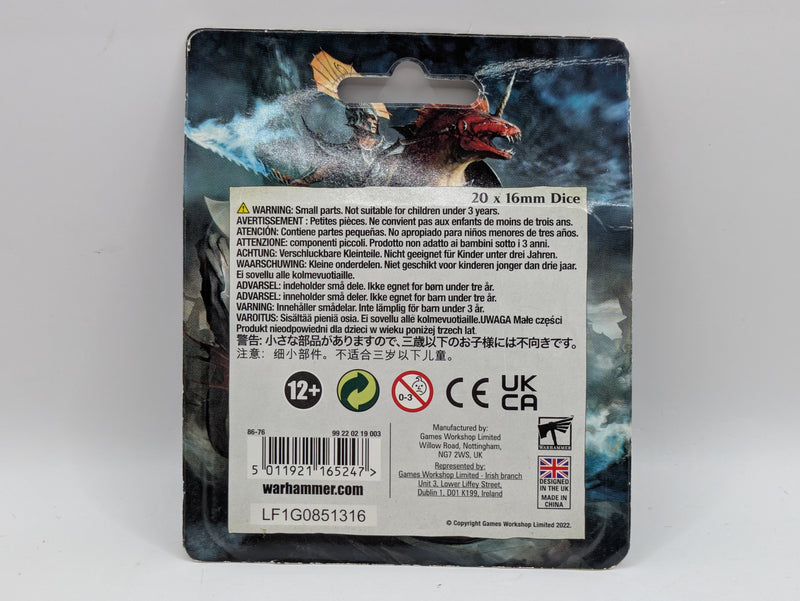 20 x 16mm Dice
WARNING: Small parts. Not suitable for children under 3 years.
AVERTISSEMENT : Petites pièces. Ne convient pas aux enfants de moins de trois ans.
ATENCIÓN: Contiene partes pequeñas. No apropiado para niños menores de tres años.
ATTENZIONE: componenti piccoli. Prodotto non adatto ai bambini sotto i 3 anni.
ACHTUNG: Verschluckbare Kleinteile. Nicht geeignet für Kinder unter drei Jahren.
WAARSCHUWING: Kleine onderdelen. Niet geschikt voor kinderen jonger dan drie jaar.
Ei sovellu alle kolmevuotiaille.
ADVARSEL: indeholder små dele. Ikke egnet for børn under tre år.
ADVARSEL: inneholder små deler. Ikke egnet for barn under tre år.
VARNING: Innehåller smådelar. Inte lämplig för barn under 3 år.
VAROITUS: Sisältää pieniä osia. Ei sovellu alle kolmevuotiaille.UWAGA Małe części
Produkt nieodpowiedni dla dzieci w wieku poniżej trzech lat.
警告: 小さな部品がありますので、三歳以下のお子様には不向きです。
注意: 细小部件。不适合三岁以下儿童。
12+
0-3
CE
UK
CA
86-76
99 22 02 19 003
5 011921 165247 >
warhammer.com
LF1G0851316
Manufactured by:
Games Workshop Limited
Willow Road, Nottingham,
NG7 2WS, UK
Represented by:
Games Workshop Limited - Irish branch
Unit 3, Lower Liffey Street,
Dublin 1, D01 K199, Ireland
WARHAMMER
DESIGNED
IN THE UK
MADE IN
CHINA
© Copyright Games Workshop Limited 2022.